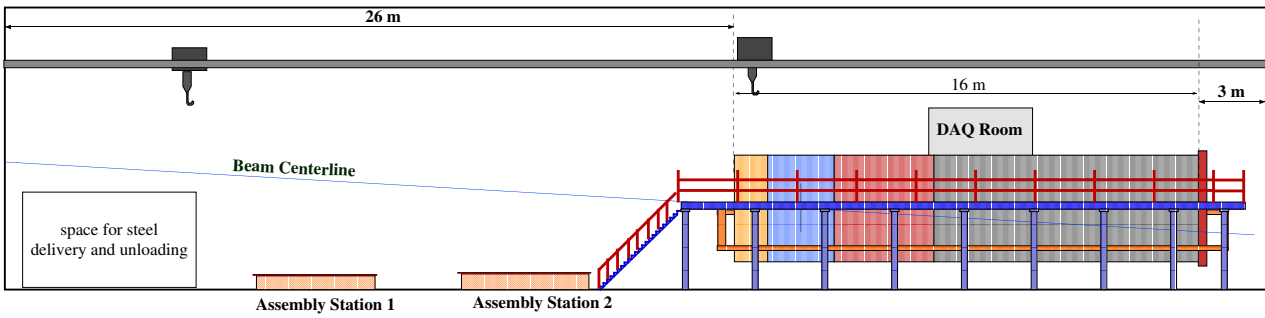 26 m
16 m
3 m
DAQ Room
Beam Centerline
space for steel
delivery and unloading
Assembly Station 1
Assembly Station 2